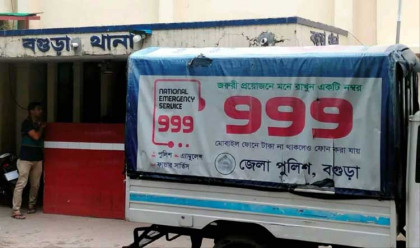 বগুড়া থানা
জরুরী প্রয়োজনে মনে রাখুন একটি নম্বর
NATIONAL
EMERGENCY
SERVICE
999
999
মোবাইল ফোনে টাকা না থাকলেও ফোন করা যায়
পুলিশ
ফায়ার সার্ভিস
জেলা পুলিশ, বগুড়া